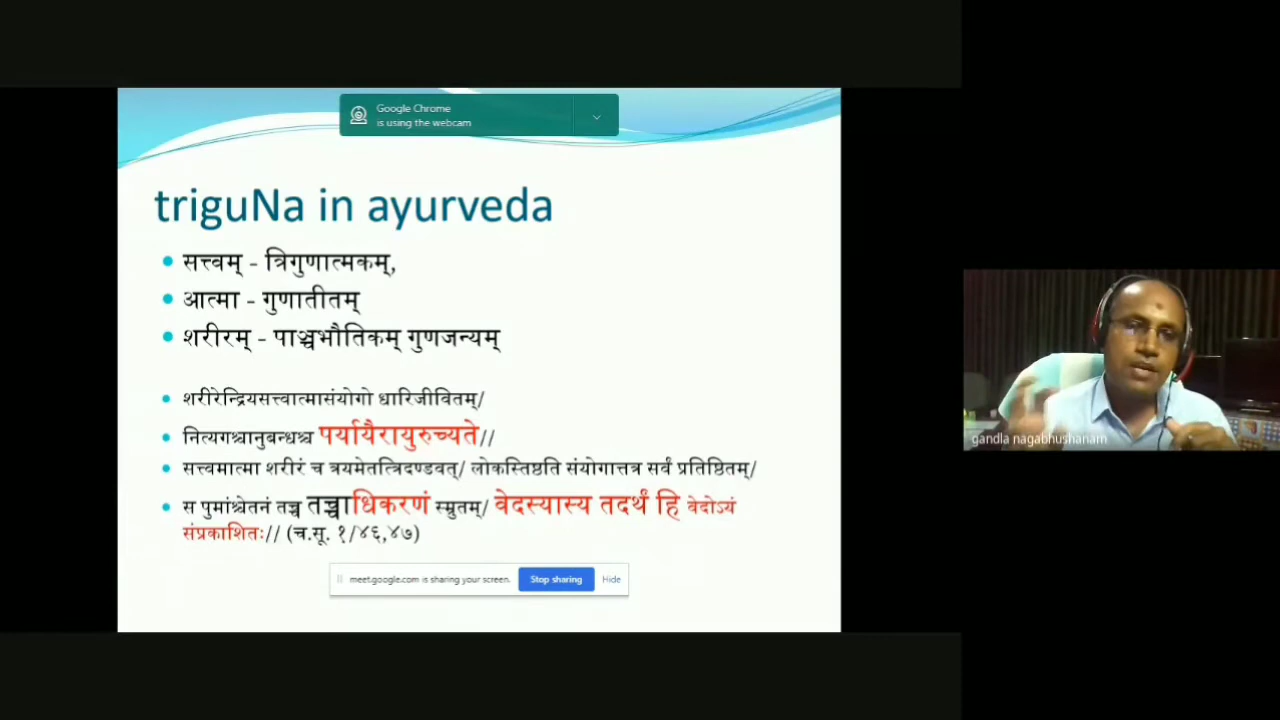 Google Chrome
is using the webcam
triguNa in ayurveda
• सत्त्वम् - त्रिगुणात्मकम्,
• आत्मा - गुणातीतम्
• शरीरम् - पाञ्चभौतिकम् गुणजन्यम्
• शरीरेन्द्रियसत्त्वात्मासंयोगो धारिजीवितम्/
• नित्यगश्चानुबन्धश्च पर्यायैरायुरुच्यते//
• सत्त्वमात्मा शरीरं च त्रयमेतत्त्रिदण्डवत्/ लोकस्तिष्ठति संयोगात्तत्र सर्वं प्रतिष्ठितम्/
• स पुमांश्चेतनं तच्च तच्चाधिकरणं स्म्रुतम्/ वेदस्यास्य तदर्थं हि वेदोऽयं
संप्रकाशितः// (च.सू. १/४६,४७)
meet.google.com is sharing your screen. Stop sharing Hide
gandla nagabhushanam